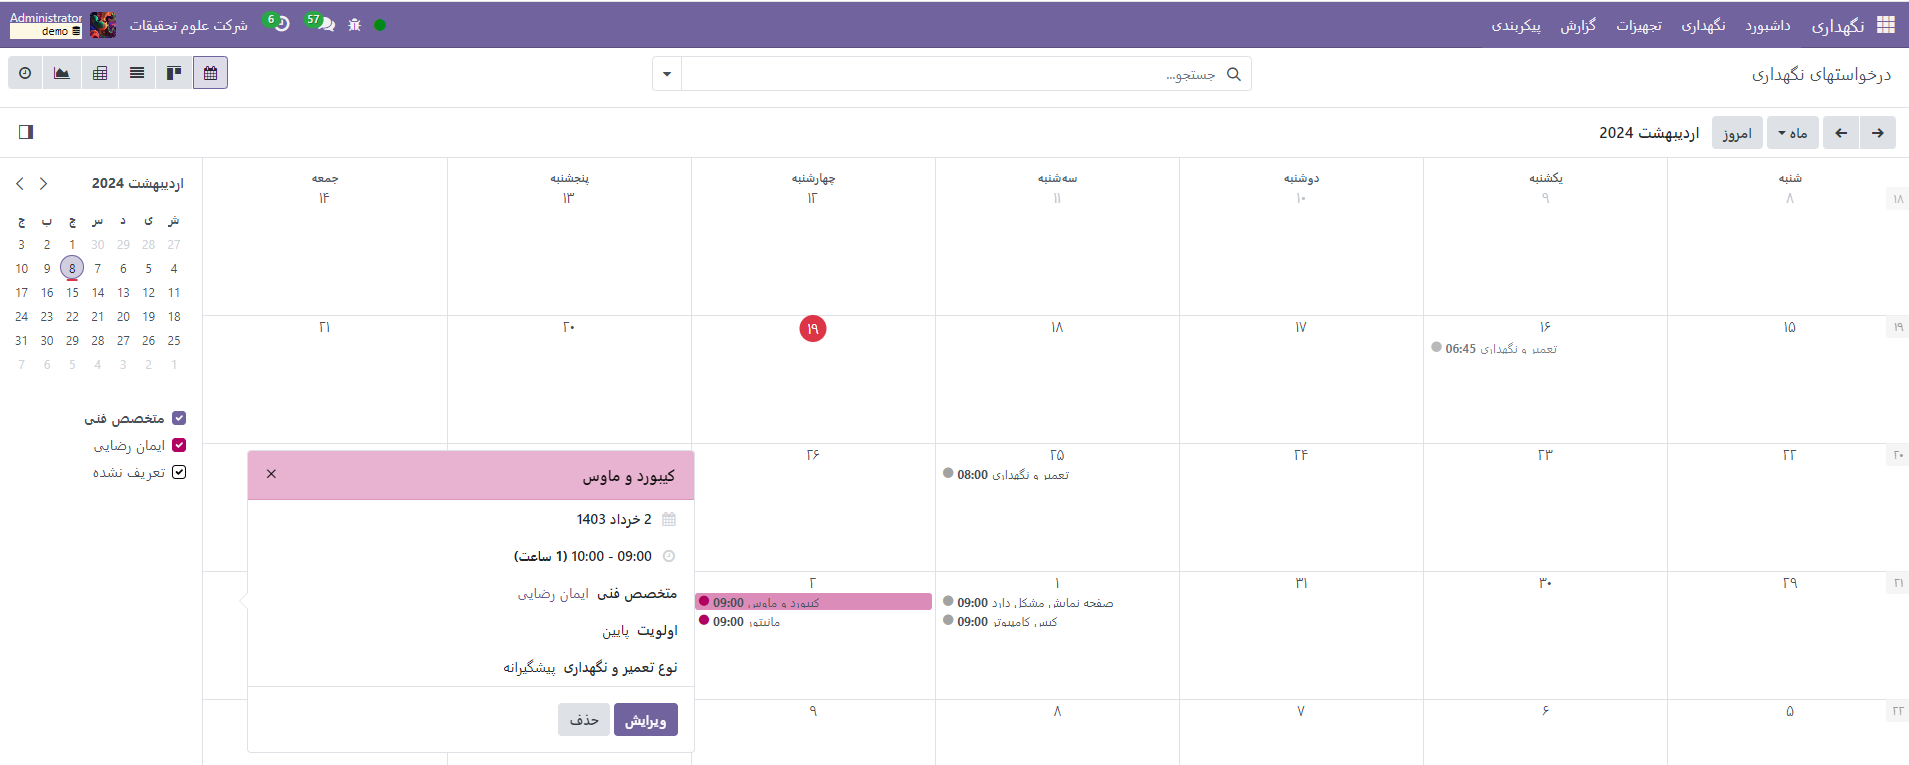 نگهداری داشبورد نگهداری تجهیزات گزارش پیکربندی
57 6 شرکت علوم تحقیقات Administrator
demo
درخواستهای نگهداری
جستجو...
ماه امروز اردیبهشت 2024
شنبه یکشنبه دوشنبه سه‌شنبه چهارشنبه پنجشنبه جمعه
۱۸ ۸ ۹ ۱۰ ۱۱ ۱۲ ۱۳ ۱۴
۱۹ ۱۵ ۱۶ ۱۷ ۱۸ ۱۹ ۲۰ ۲۱
06:45 تعمیر و نگهداری
۲۰ ۲۲ ۲۳ ۲۴ ۲۵ ۲۶
08:00 تعمیر و نگهداری
۲۱ ۲۹ ۳۰ ۳۱ ۱ ۲
09:00 صفحه نمایش مشکل دارد
09:00 کیس کامپیوتر
09:00 کیبورد و ماوس
09:00 مانیتور
۲۲ ۵ ۶ ۷ ۸ ۹
کیبورد و ماوس
2 خرداد 1403
09:00 - 10:00 (1 ساعت)
متخصص فنی ایمان رضایی
اولویت پایین
نوع تعمیر و نگهداری پیشگیرانه
ویرایش حذف
اردیبهشت 2024
ش ی د س چ ب ج
27 28 29 30 1 2 3
4 5 6 7 8 9 10
11 12 13 14 15 16 17
18 19 20 21 22 23 24
25 26 27 28 29 30 31
1 2 3 4 5 6 7
متخصص فنی
ایمان رضایی
تعریف نشده